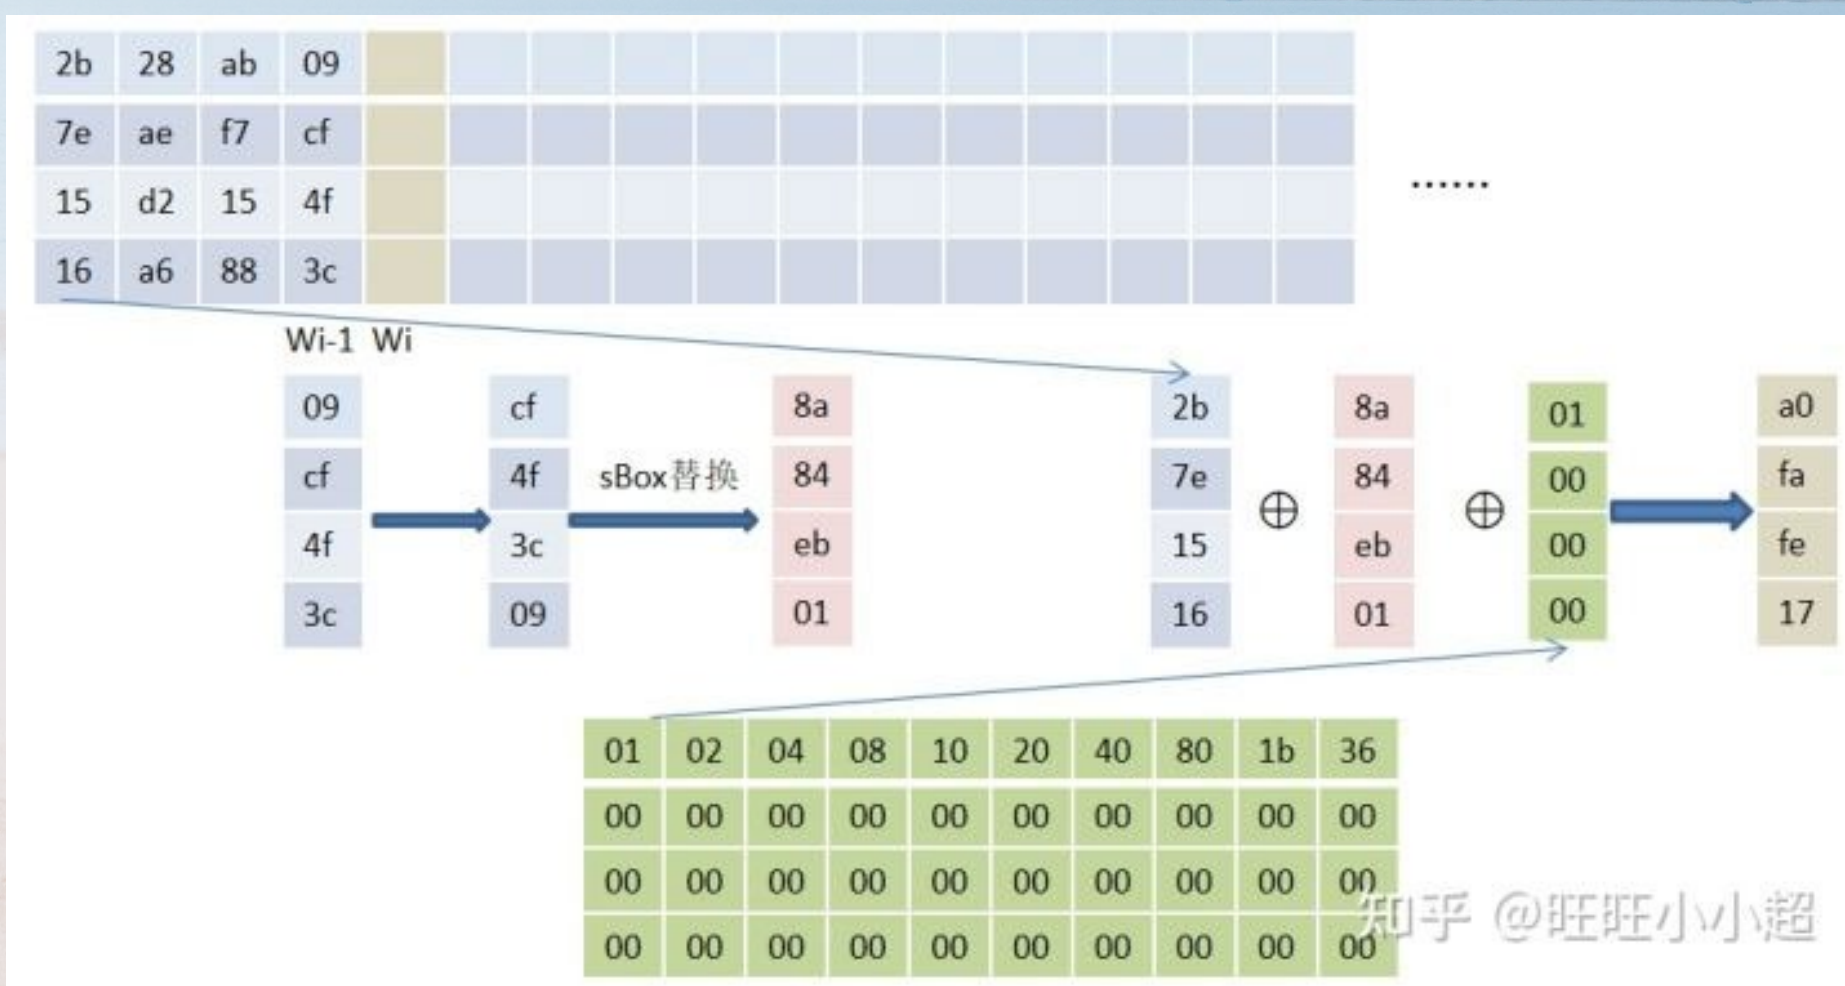 2b 28 ab 09
7e ae f7 cf
15 d2 15 4f
16 a6 88 3c
......
Wi-1 Wi
09 cf 8a 2b 8a 01 a0
cf 4f sBox替换 84 7e ⊕ 84 ⊕ 00 fa
4f 3c eb 15 eb 00 fe
3c 09 01 16 01 00 17
01 02 04 08 10 20 40 80 1b 36
00 00 00 00 00 00 00 00 00 00
00 00 00 00 00 00 00 00 00 00
00 00 00 00 00 00 00 00 00 00
知乎 @旺旺小小超